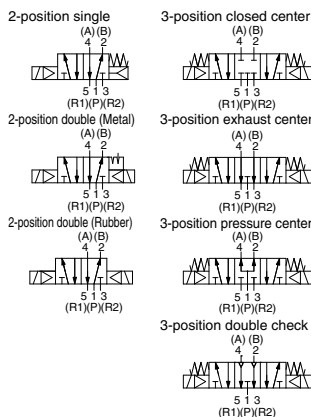 2-position single
(A) (B)
4 2
5 1 3
(R1)(P)(R2)
2-position double (Metal)
(A) (B)
4 2
5 1 3
(R1)(P)(R2)
2-position double (Rubber)
(A) (B)
4 2
5 1 3
(R1)(P)(R2)
3-position closed center
(A) (B)
4 2
5 1 3
(R1)(P)(R2)
3-position exhaust center
(A) (B)
4 2
5 1 3
(R1)(P)(R2)
3-position pressure center
(A) (B)
4 2
5 1 3
(R1)(P)(R2)
3-position double check
(A) (B)
4 2
5 1 3
(R1)(P)(R2)